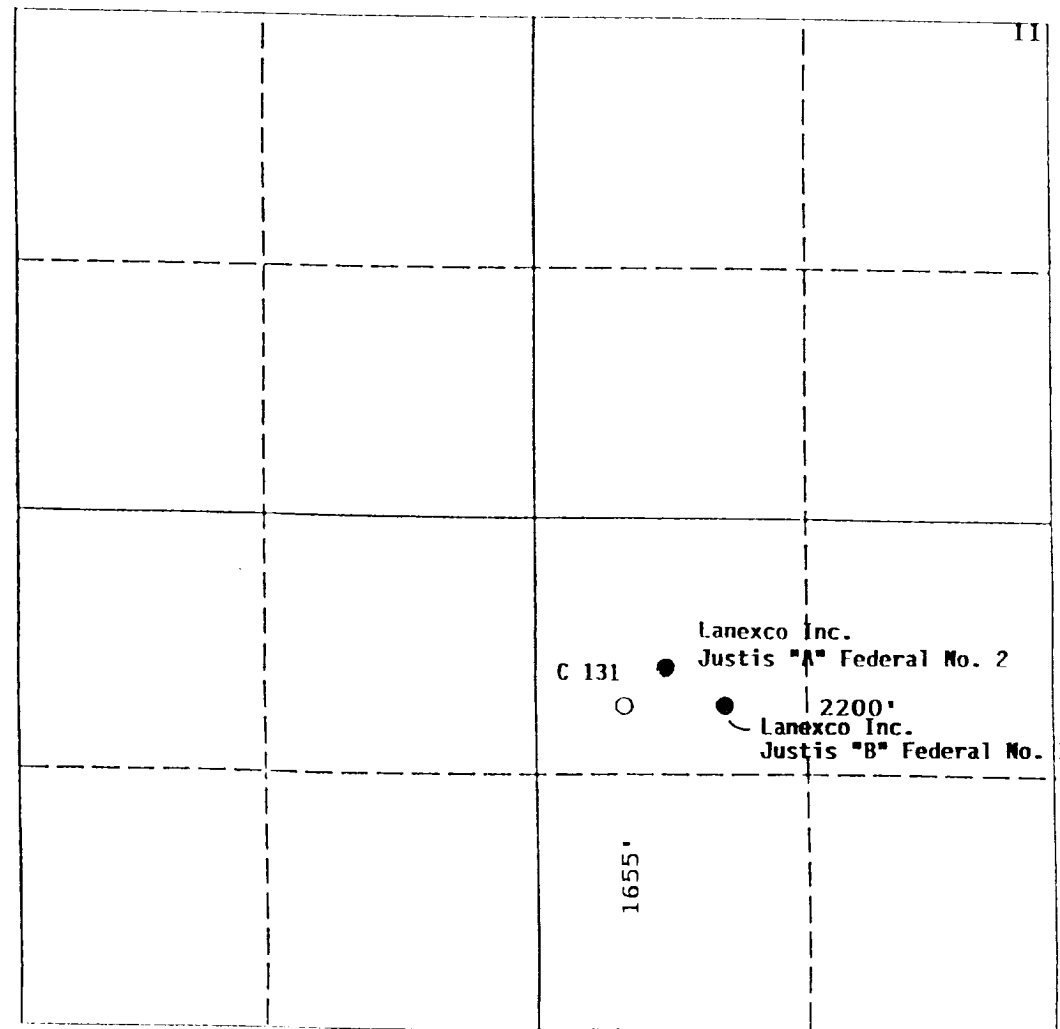 11
Lanexco Inc.
Justis "A" Federal No. 2
C 131
2200'
Lanexco Inc.
Justis "B" Federal No.
1655'